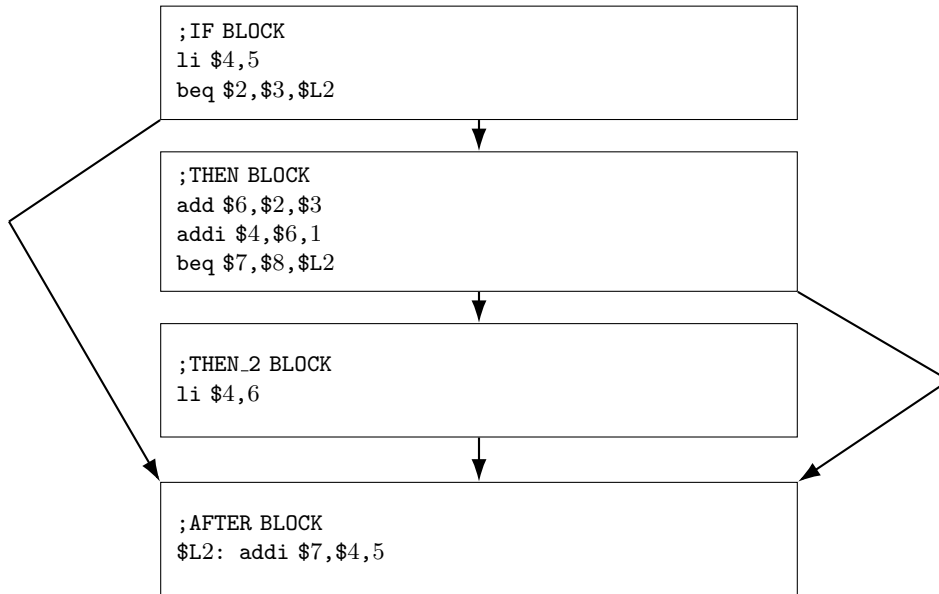 ;IF BLOCK
li $4,5
beq $2,$3,$L2
;THEN BLOCK
add $6,$2,$3
addi $4,$6,1
beq $7,$8,$L2
;THEN_2 BLOCK
li $4,6
;AFTER BLOCK
$L2: addi $7,$4,5